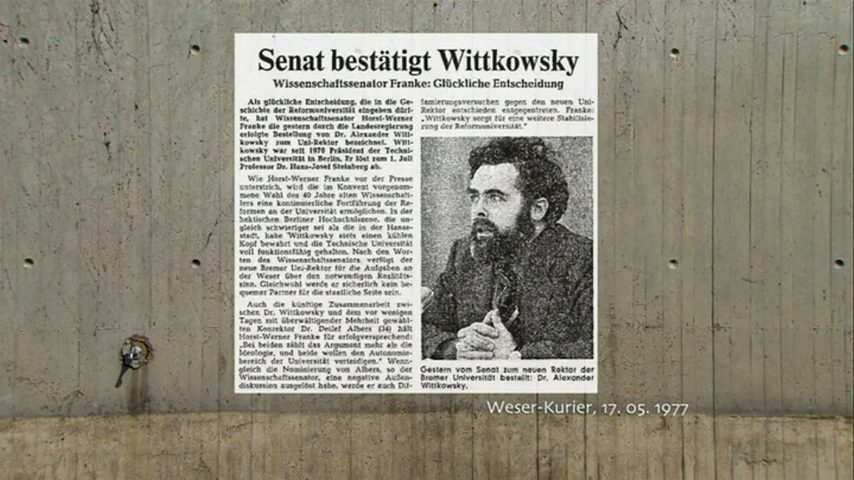 Senat bestätigt Wittkowsky
Wissenschaftssenator Franke: Glückliche Entscheidung
Als glückliche Entscheidung, die in die Ge-
schichte der Reformuniversität eingehen dürf-
te, hat Wissenschaftssenator Horst-Werner
Franke die gestern durch die Landesregierung
erfolgte Bestellung von Dr. Alexander Witt-
kowsky zum Uni-Rektor bezeichnet. Witt-
kowsky war seit 1970 Präsident der Techni-
schen Universität in Berlin. Er löst zum 1. Juli
Professor Dr. Hans-Josef Steinberg ab.
Wie Horst-Werner Franke vor der Presse
unterstrich, wird die im Konvent vorgenom-
mene Wahl des 40 Jahre alten Wissenschaft-
lers eine kontinuierliche Fortführung der Re-
formen an der Universität ermöglichen. In der
hektischen Berliner Hochschulszene, die un-
gleich schwieriger sei als die in der Hanse-
stadt, habe Wittkowsky stets einen kühlen
Kopf bewahrt und die Technische Universität
voll funktionsfähig gehalten. Nach den Wor-
ten des Wissenschaftssenators verfügt der
neue Bremer Uni-Rektor für die Aufgaben an
der Weser über den notwendigen Realitäts-
sinn. Gleichwohl werde er sicherlich kein be-
quemer Partner für die staatliche Seite sein.
Auch die künftige Zusammenarbeit zwi-
schen Dr. Wittkowsky und dem vor wenigen
Tagen mit überwältigender Mehrheit gewähl-
ten Konrektor Dr. Detlef Albers (34) hält
Horst-Werner Franke für erfolgversprechend:
„Bei beiden zählt das Argument mehr als die
Ideologie, und beide wollen den Autonomie-
bereich der Universität verteidigen.“ Wenn-
gleich die Nominierung von Albers, so der
Wissenschaftssenator, eine negative Außen-
diskussion ausgelöst habe, werde er auch Dif-
famierungsversuchen gegen den neuen Uni-
Rektor entschieden entgegentreten. Franke:
„Wittkowsky sorgt für eine weitere Stabilisie-
rung der Reformuniversität.“
Gestern vom Senat zum neuen Rektor der
Bremer Universität bestellt: Dr. Alexander
Wittkowsky.
Weser-Kurier, 17. 05. 1977